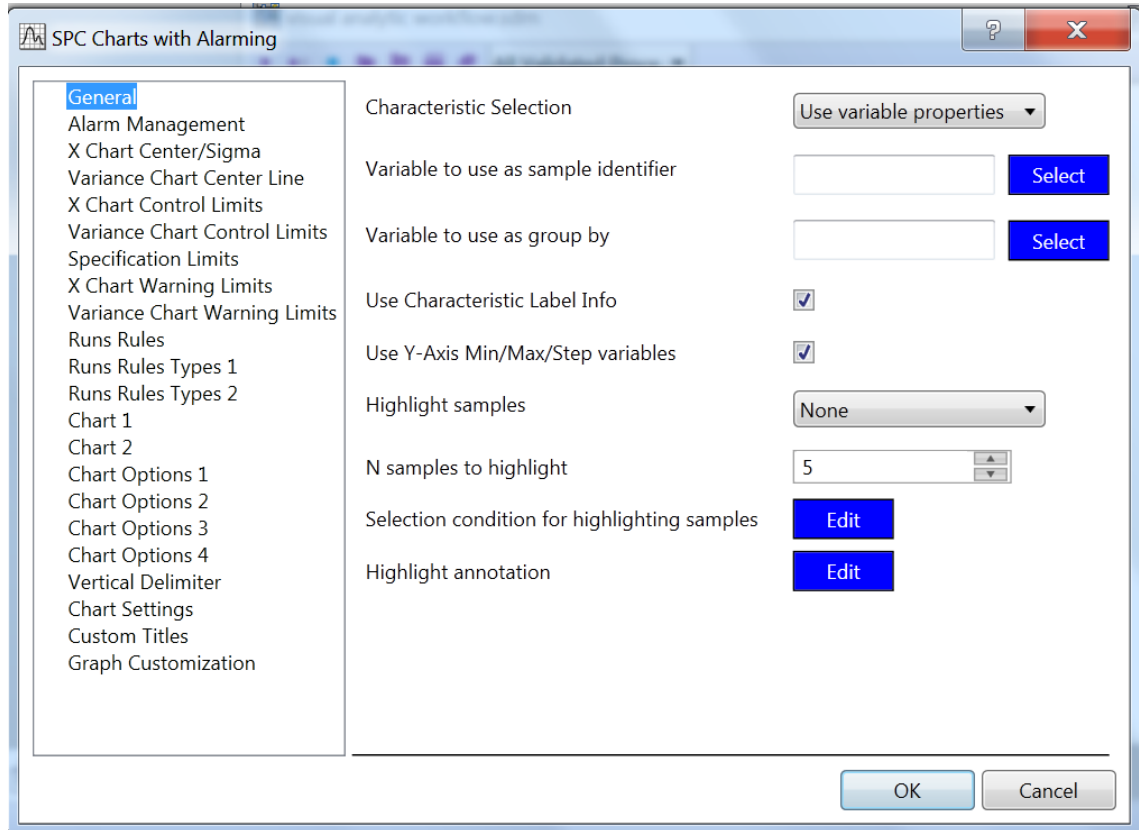 SPC Charts with Alarming
General
Alarm Management
X Chart Center/Sigma
Variance Chart Center Line
X Chart Control Limits
Variance Chart Control Limits
Specification Limits
X Chart Warning Limits
Variance Chart Warning Limits
Runs Rules
Runs Rules Types 1
Runs Rules Types 2
Chart 1
Chart 2
Chart Options 1
Chart Options 2
Chart Options 3
Chart Options 4
Vertical Delimiter
Chart Settings
Custom Titles
Graph Customization
Characteristic Selection Use variable properties
Variable to use as sample identifier Select
Variable to use as group by Select
Use Characteristic Label Info
Use Y-Axis Min/Max/Step variables
Highlight samples None
N samples to highlight 5
Selection condition for highlighting samples Edit
Highlight annotation Edit
OK Cancel